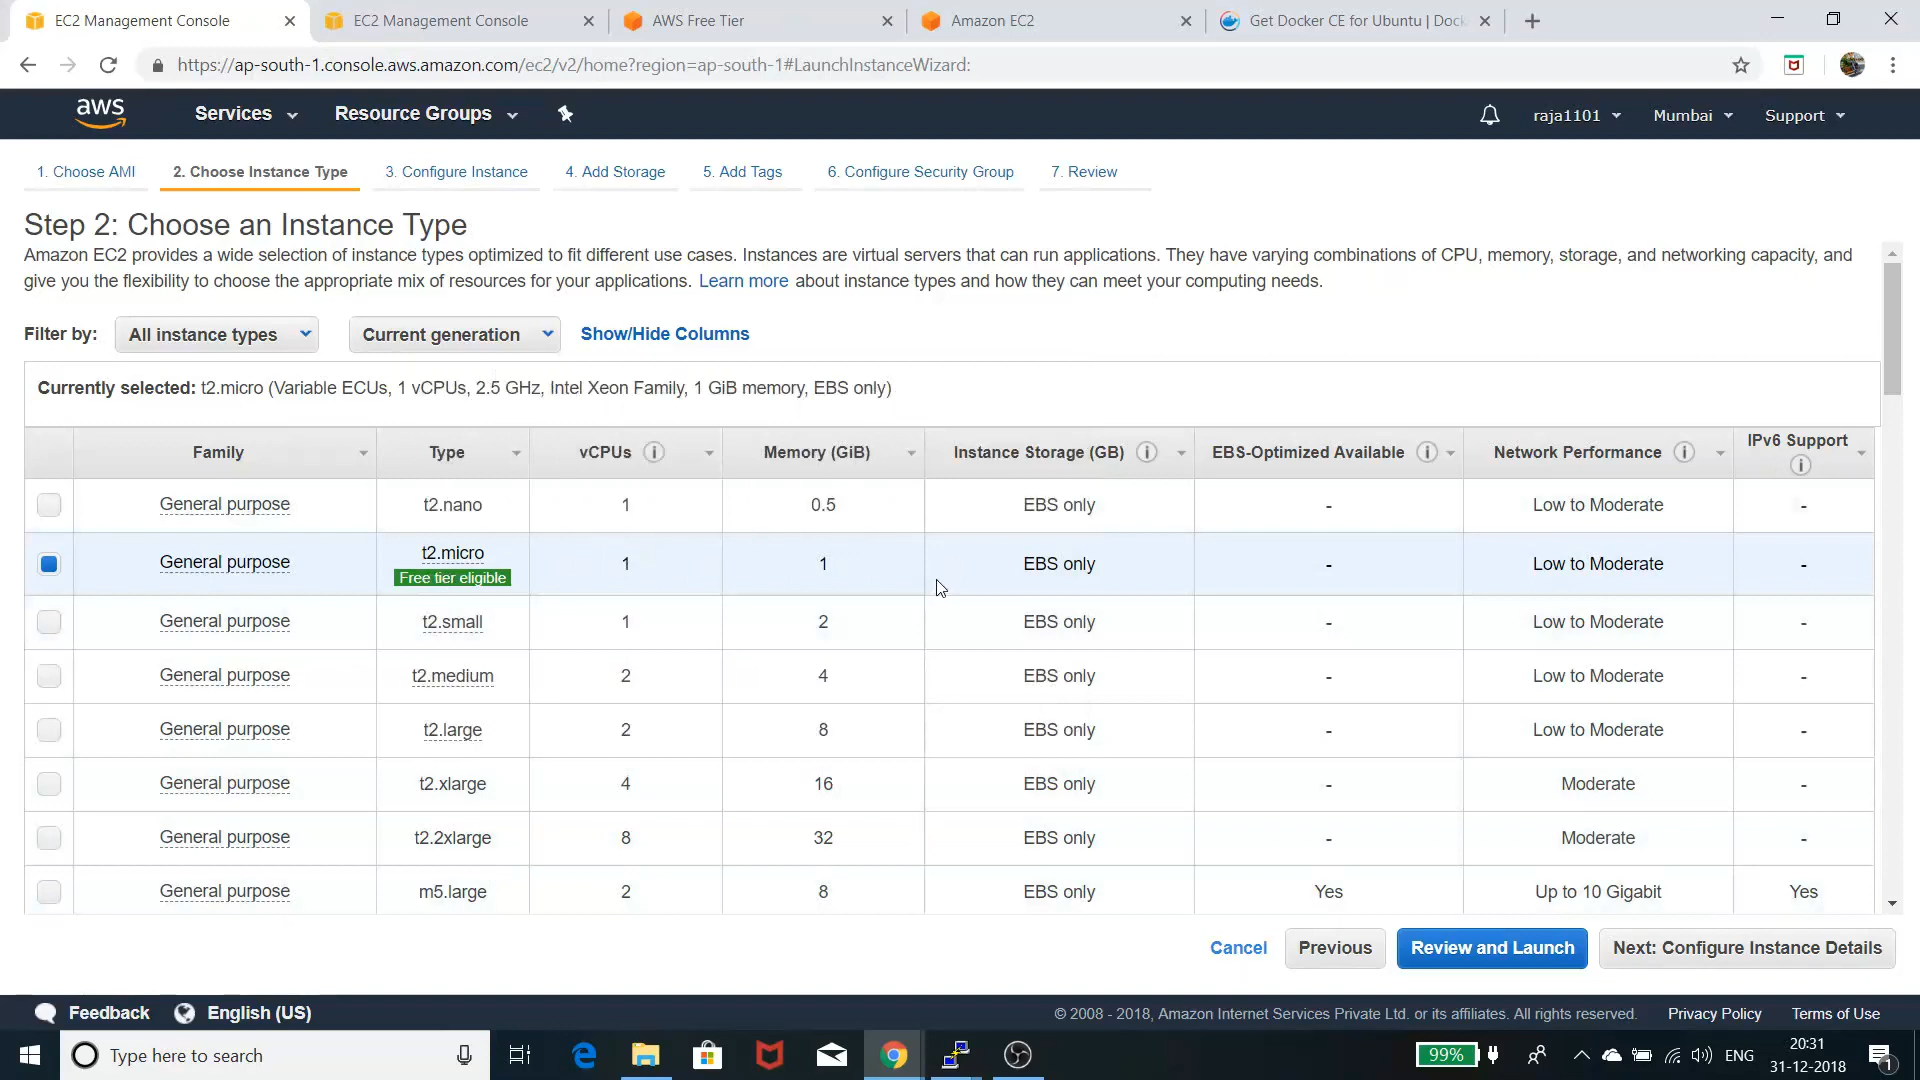 EC2 Management Console
EC2 Management Console
AWS Free Tier
Amazon EC2
Get Docker CE for Ubuntu | Dock
https://ap-south-1.console.aws.amazon.com/ec2/v2/home?region=ap-south-1#LaunchInstanceWizard:
aws Services Resource Groups raja1101 Mumbai Support
1. Choose AMI 2. Choose Instance Type 3. Configure Instance 4. Add Storage 5. Add Tags 6. Configure Security Group 7. Review
Step 2: Choose an Instance Type
Amazon EC2 provides a wide selection of instance types optimized to fit different use cases. Instances are virtual servers that can run applications. They have varying combinations of CPU, memory, storage, and networking capacity, and
give you the flexibility to choose the appropriate mix of resources for your applications. Learn more about instance types and how they can meet your computing needs.
Filter by: All instance types Current generation Show/Hide Columns
Currently selected: t2.micro (Variable ECUs, 1 vCPUs, 2.5 GHz, Intel Xeon Family, 1 GiB memory, EBS only)
Family Type vCPUs Memory (GiB) Instance Storage (GB) EBS-Optimized Available Network Performance IPv6 Support
General purpose t2.nano 1 0.5 EBS only - Low to Moderate -
General purpose t2.micro 1 1 EBS only - Low to Moderate -
Free tier eligible
General purpose t2.small 1 2 EBS only - Low to Moderate -
General purpose t2.medium 2 4 EBS only - Low to Moderate -
General purpose t2.large 2 8 EBS only - Low to Moderate -
General purpose t2.xlarge 4 16 EBS only - Moderate -
General purpose t2.2xlarge 8 32 EBS only - Moderate -
General purpose m5.large 2 8 EBS only Yes Up to 10 Gigabit Yes
Cancel Previous Review and Launch Next: Configure Instance Details
Feedback English (US) © 2008 - 2018, Amazon Internet Services Private Ltd. or its affiliates. All rights reserved. Privacy Policy Terms of Use
Type here to search 99% ENG 20:31
31-12-2018 1